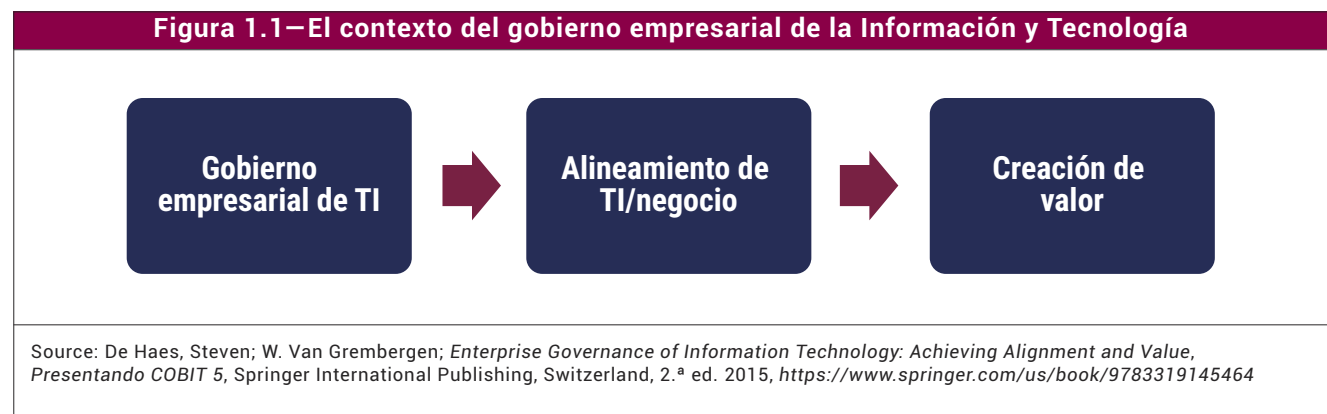 Figura 1.1—El contexto del gobierno empresarial de la Información y Tecnología
Gobierno
empresarial de TI
Alineamiento de
TI/negocio
Creación de
valor
Source: De Haes, Steven; W. Van Grembergen; Enterprise Governance of Information Technology: Achieving Alignment and Value,
Presentando COBIT 5, Springer International Publishing, Switzerland, 2.ª ed. 2015, https://www.springer.com/us/book/9783319145464